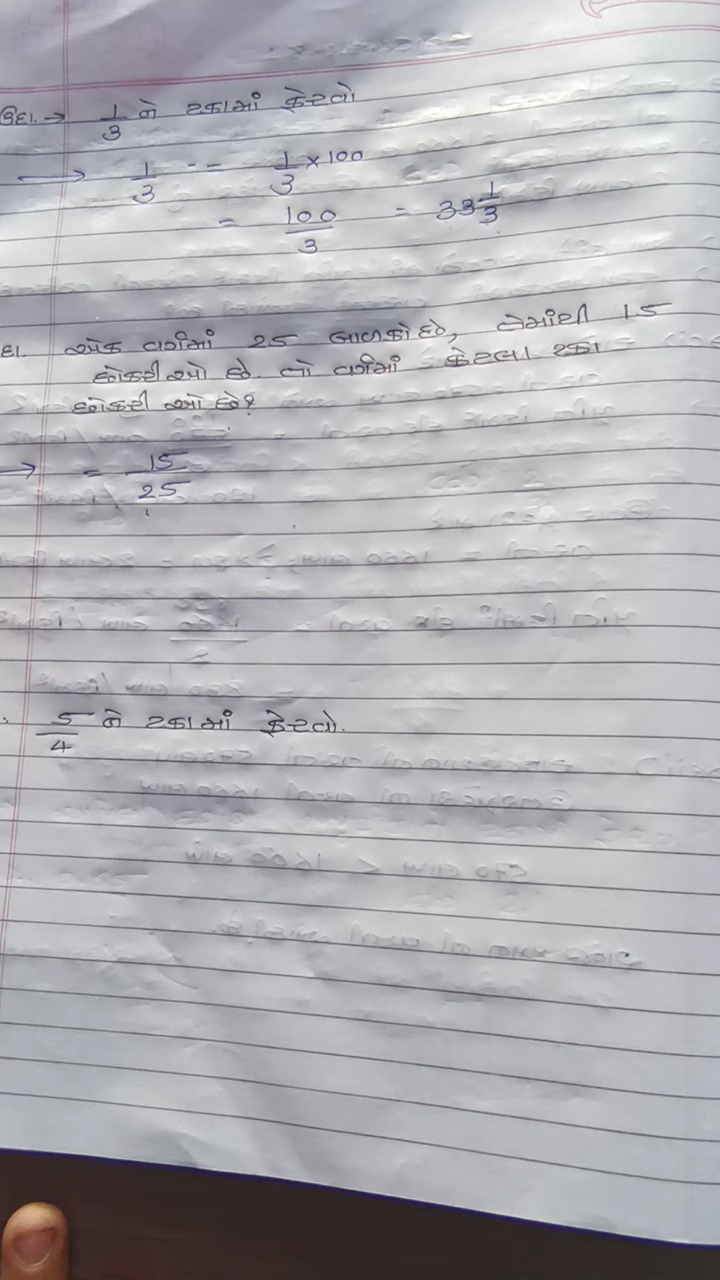 ઉદા. → 1/3 ને ટકામાં ફેરવો
→ 1/3 = 1/3 × 100
= 100/3 = 33 1/3
દા. એક વર્ગમાં 25 બાળકો છે, તેમાંથી 15
છોકરીઓ છે. તો વર્ગમાં કેટલા ટકા
છોકરીઓ છે?
→ = 15/25
5/4 ને ટકામાં ફેરવો.